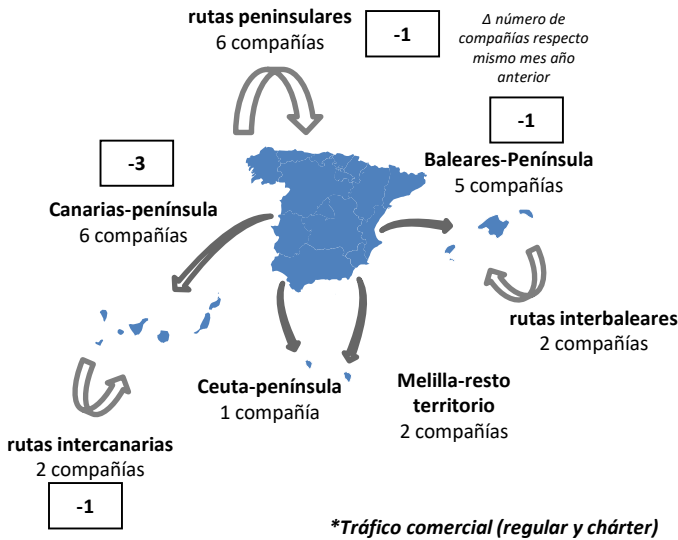 rutas peninsulares
6 compañías
-1
Δ número de
compañías respecto
mismo mes año
anterior
-1
Baleares-Península
5 compañías
-3
Canarias-península
6 compañías
rutas interbaleares
2 compañías
Ceuta-península
1 compañía
Melilla-resto
territorio
2 compañías
rutas intercanarias
2 compañías
-1
*Tráfico comercial (regular y chárter)